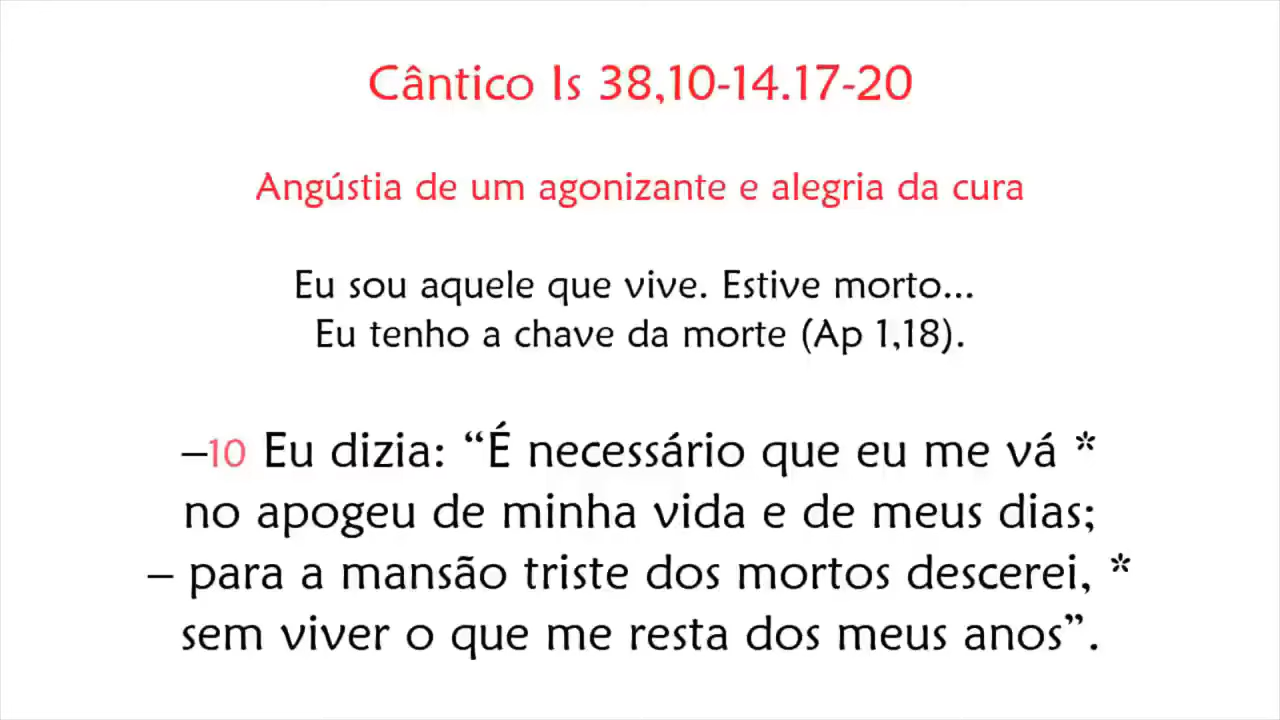 Cântico Is 38,10-14.17-20
Angústia de um agonizante e alegria da cura
Eu sou aquele que vive. Estive morto...
Eu tenho a chave da morte (Ap 1,18).
–10 Eu dizia: “É necessário que eu me vá *
no apogeu de minha vida e de meus dias;
– para a mansão triste dos mortos descerei, *
sem viver o que me resta dos meus anos”.